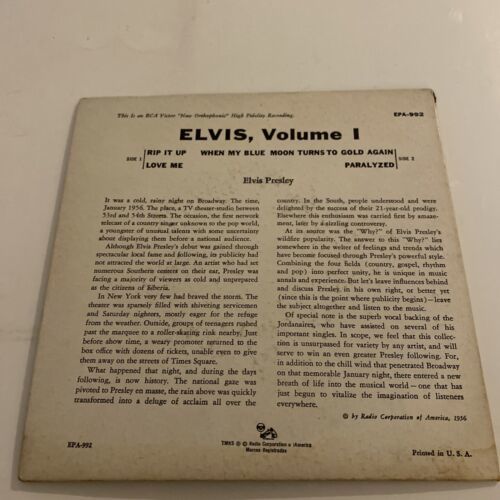 This is an RCA Victor "New Orthophonic" High Fidelity Recording.
EPA-992
ELVIS, Volume I
SIDE 1
RIP IT UP
LOVE ME
WHEN MY BLUE MOON TURNS TO GOLD AGAIN
PARALYZED
SIDE 2
Elvis Presley
It was a cold, rainy night on Broadway. The time,
January 1956. The place, a TV theater-studio between
53rd and 54th Streets. The occasion, the first network
telecast of a country singer unknown to the pop world,
a youngster of unusual talents with some uncertainty
about displaying them before a national audience.
Although Elvis Presley's debut was gained through
spectacular local fame and following, its publicity had
not attracted the world at large. An artist who had set
numerous Southern centers on their ear, Presley was
facing a majority of viewers as cold and unprepared
as the citizens of Siberia.
In New York very few had braved the storm. The
theater was sparsely filled with shivering servicemen and
Saturday nighters, mostly eager for the refuge
from the weather. Outside, groups of teenagers rushed
past the marquee to a roller-skating rink nearby. Just
before show time, a weary promoter returned to the
box office with dozens of tickets, unable even to give
them away on the streets of Times Square.
What happened that night, and during the days
following, is now history. The national gaze was
pivoted to Presley en masse, the rain above was quickly
transformed into a deluge of acclaim all over the
country. In the South, people understood and were
delighted by the success of their 21-year-old prodigy.
Elsewhere this enthusiasm was carried first by amaze-
ment, later by a sizzling controversy.
At its source was the "Why?" of Elvis Presley's
wildfire popularity. The answer to this "Why?" lies
somewhere in the welter of feelings and trends which
have become focused through Presley's powerful style.
Combining the four fields (country, gospel, rhythm
and pop) into perfect unity, he is unique in music
annals and experience. But let's leave influences behind
and discuss Presley, in his own right, or better yet
(since this is the point where publicity begins)—leave
the subject altogether and listen to the music.
Of special note is the superb vocal backing of the
Jordanaires, who have assisted on several of his
important singles. In scope, we feel that this collec-
tion is unsurpassed for variety by any artist, and will
serve to win an even greater Presley following. For,
in addition to the chill wind that penetrated Broadway
on that memorable January night, there entered a new
breath of life into the musical world—one that has
just begun to vitalize the imagination of listeners
everywhere.
© by Radio Corporation of America, 1956
EPA-992
TMKS ® © Radio Corporation of America
Marcas Registradas
Printed in U. S. A.